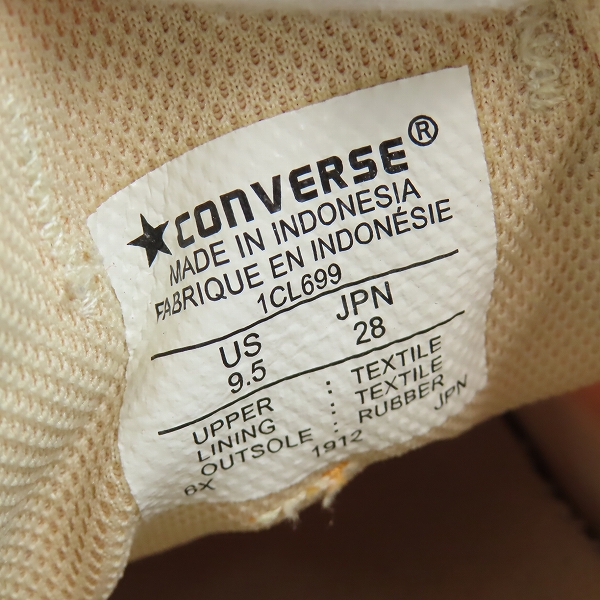 ★CONVERSE®
MADE IN INDONESIA
FABRIQUE EN INDONÉSIE
1CL699
US JPN
9.5 28
UPPER : TEXTILE
LINING : TEXTILE
OUTSOLE : RUBBER
6X 1912 JPN